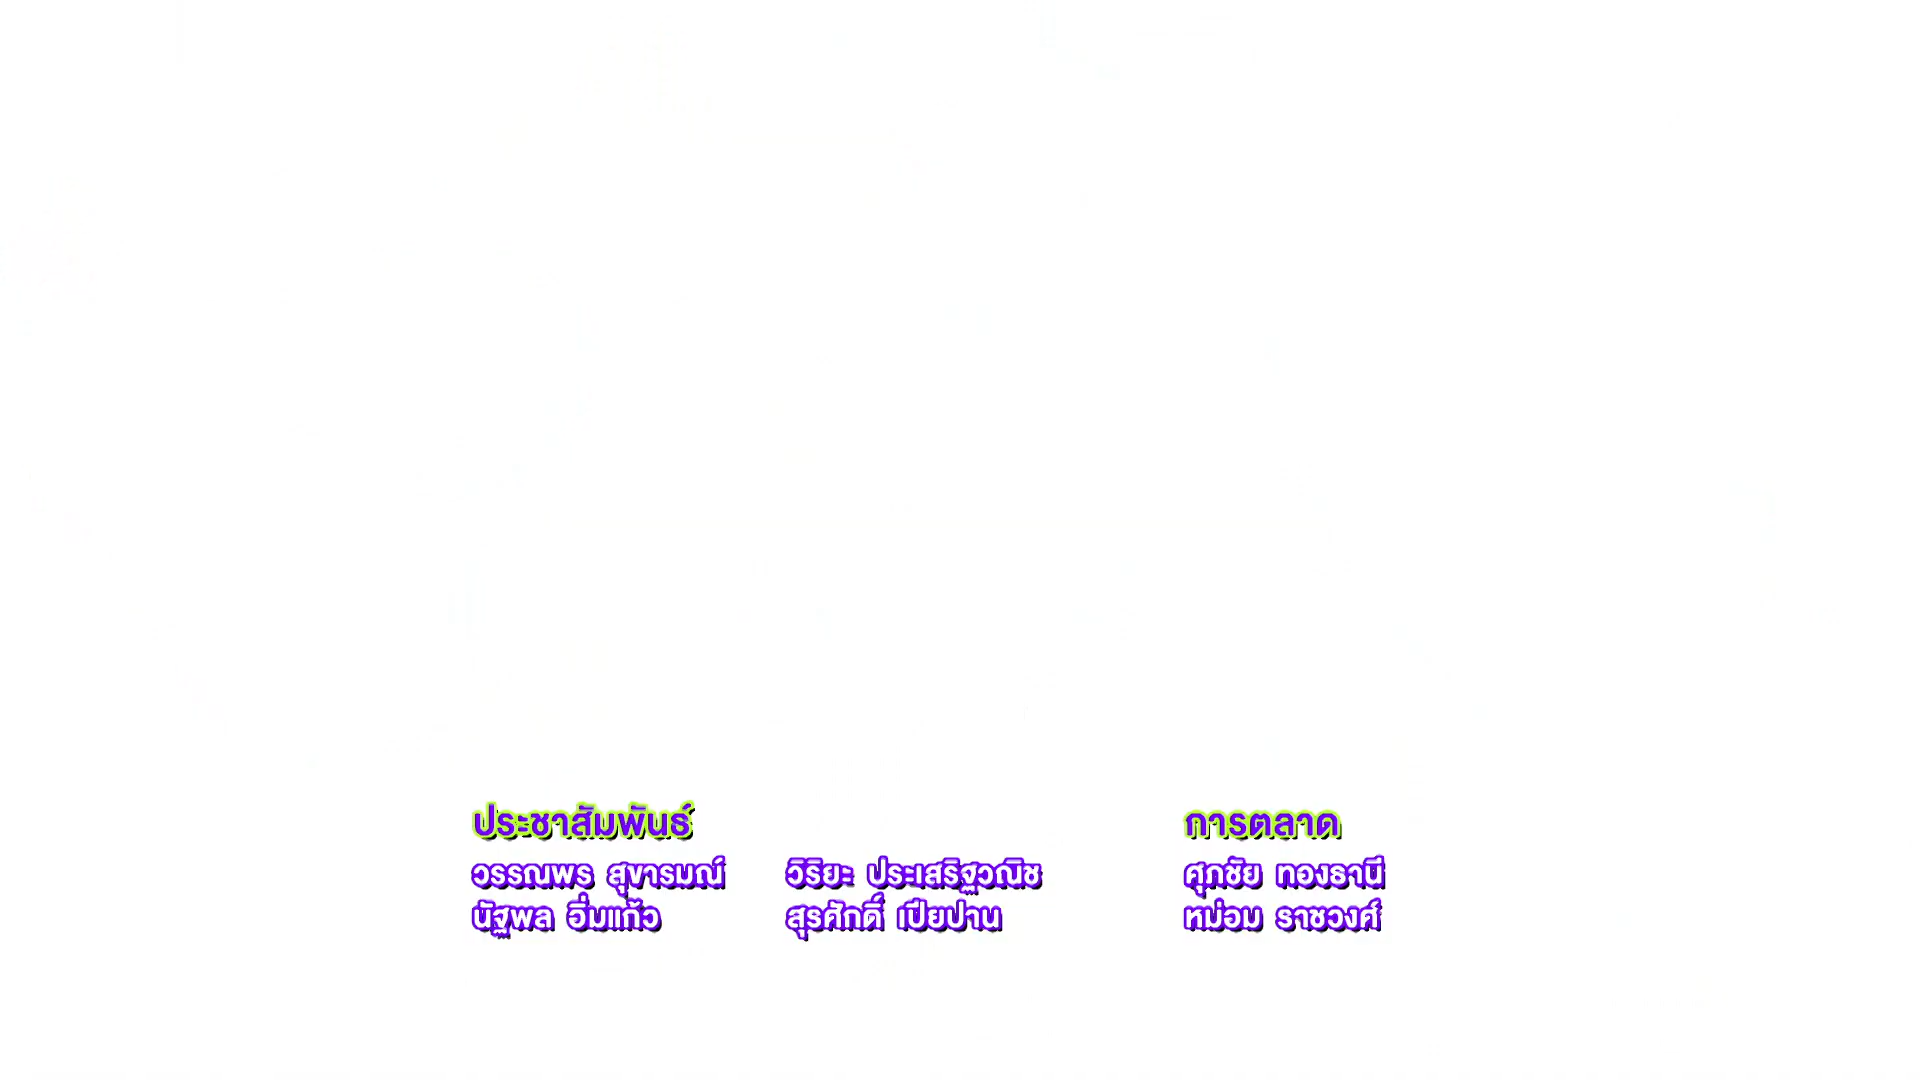 ประชาสัมพันธ์
วรรณพร สุขารมณ์
นัฐพล อิ่มแก้ว
วิริยะ ประเสริฐวณิช
สุรศักดิ์ เปียปาน
การตลาด
ศุภชัย ทองธานี
หม่อม ราชวงศ์